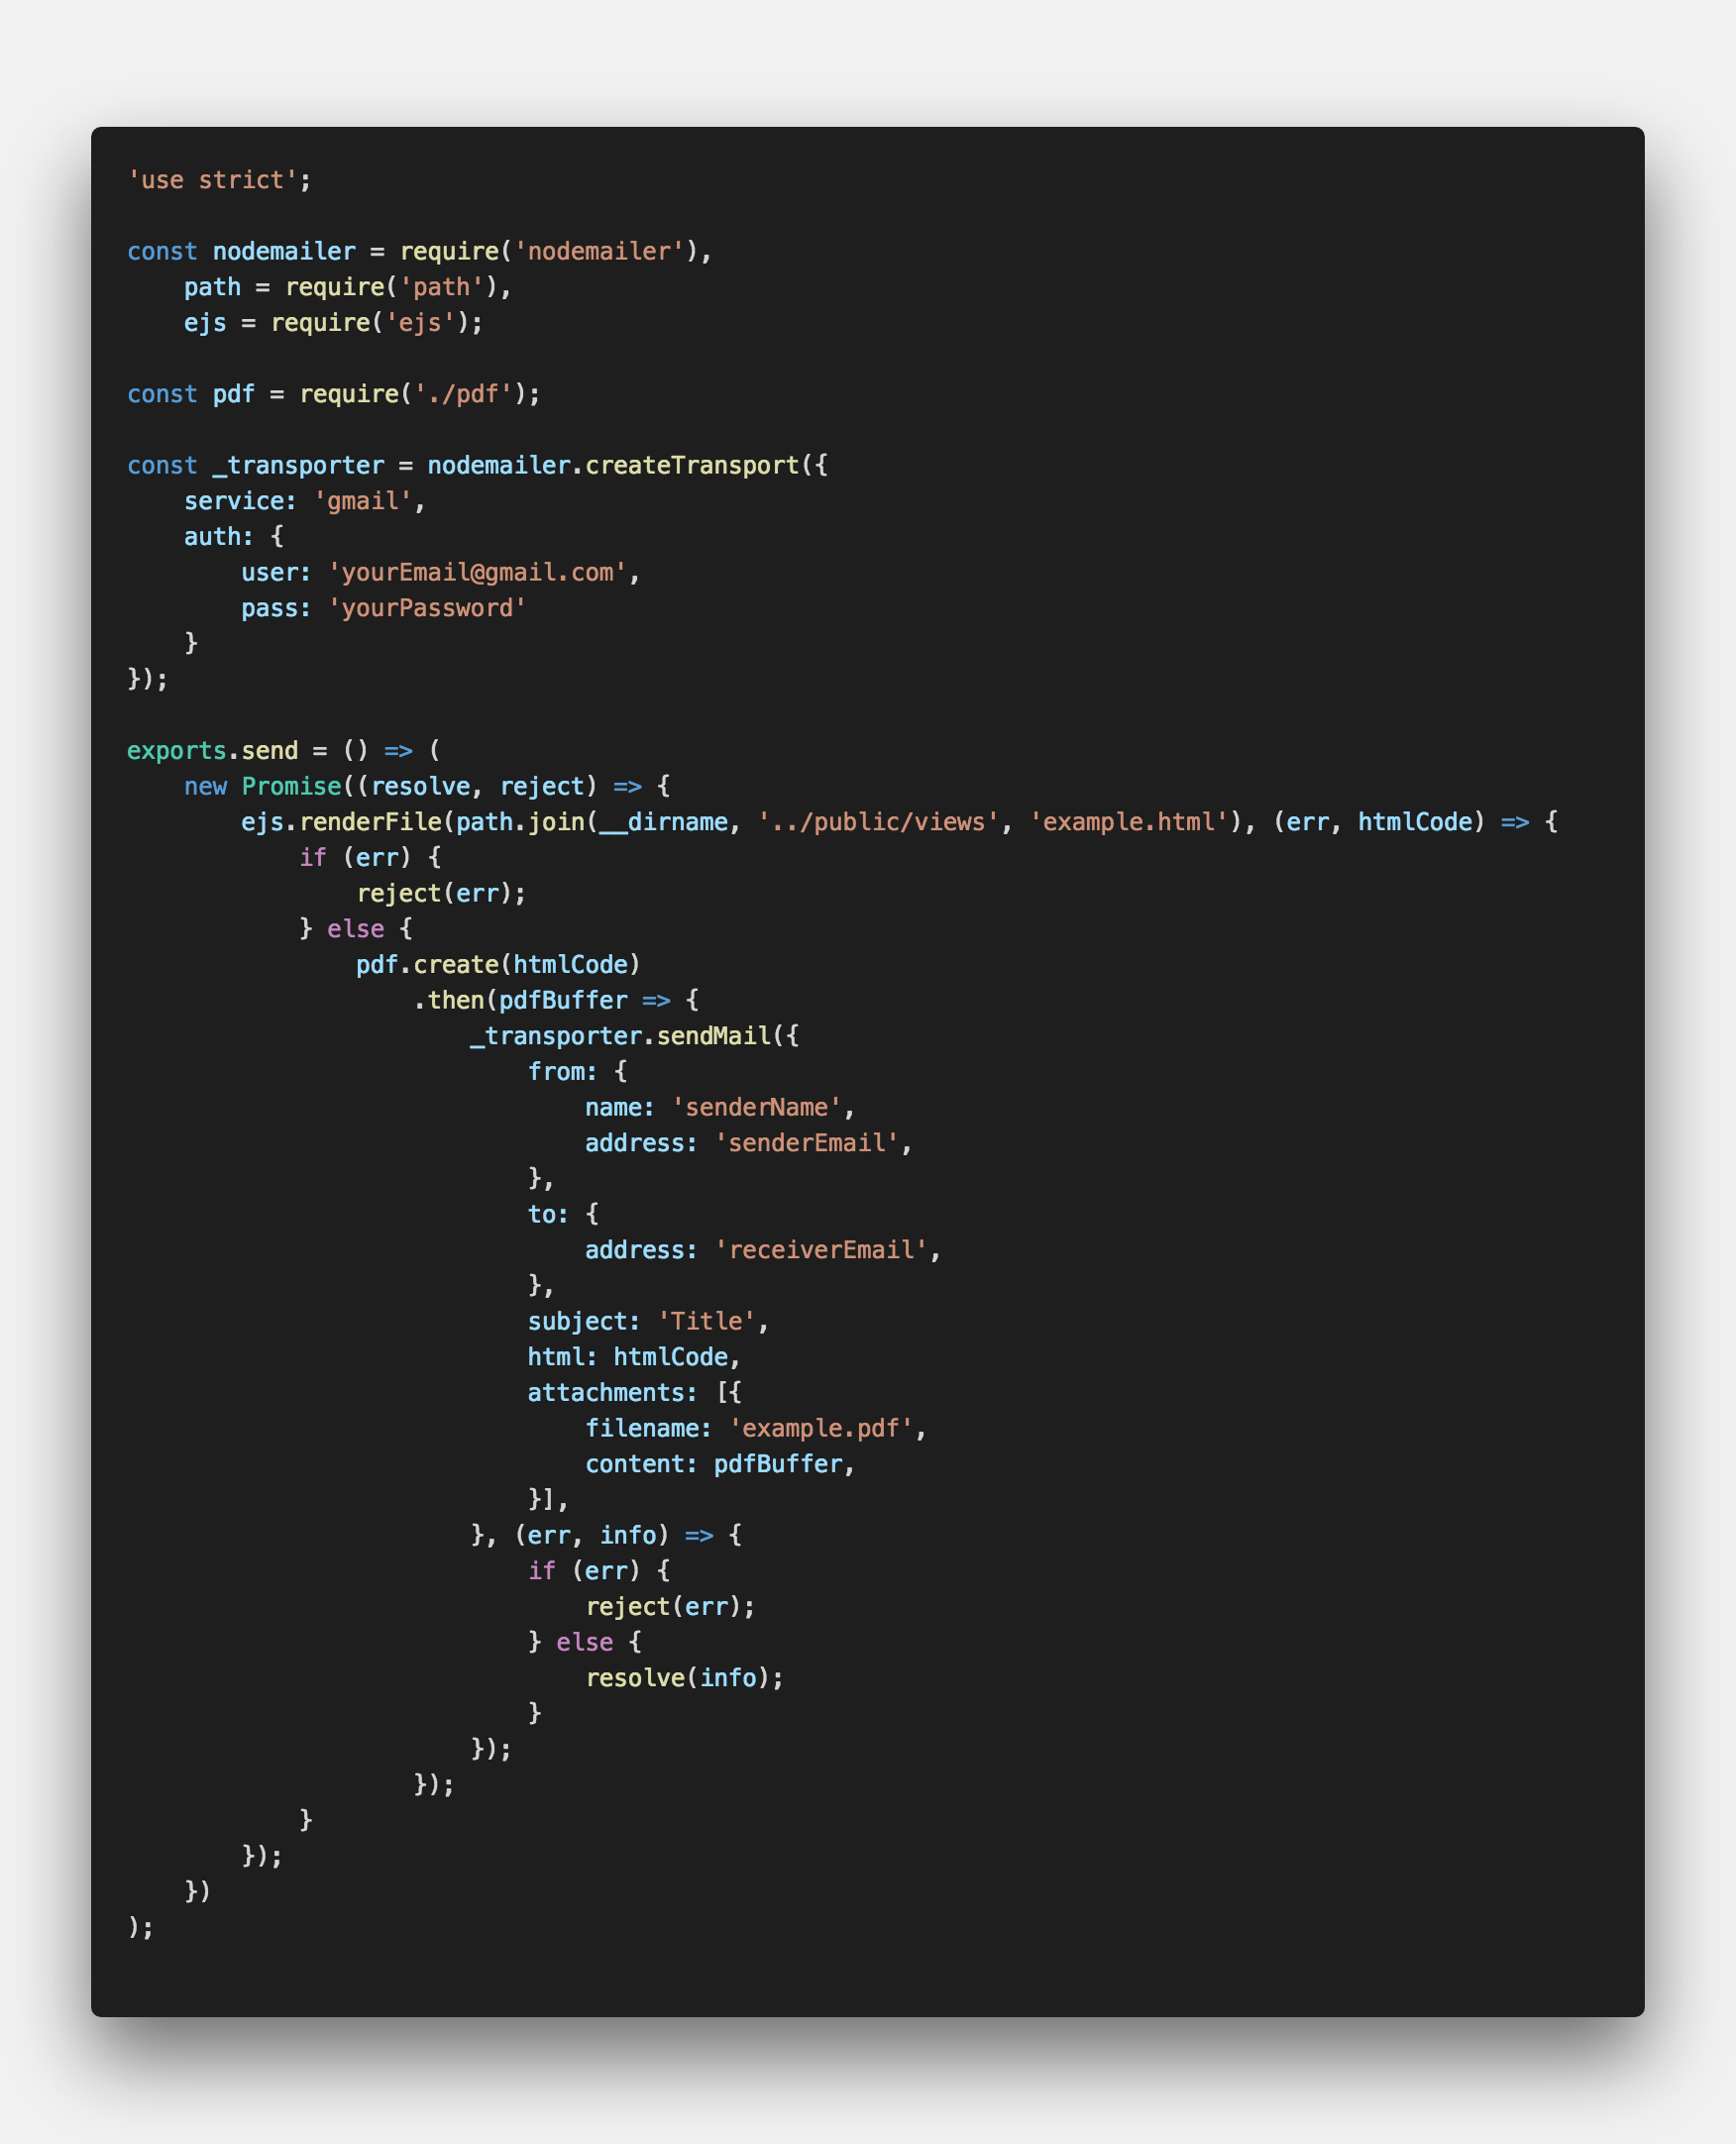 'use strict';

const nodemailer = require('nodemailer'),
    path = require('path'),
    ejs = require('ejs');

const pdf = require('./pdf');

const _transporter = nodemailer.createTransport({
    service: 'gmail',
    auth: {
        user: 'yourEmail@gmail.com',
        pass: 'yourPassword'
    }
});

exports.send = () => (
    new Promise((resolve, reject) => {
        ejs.renderFile(path.join(__dirname, '../public/views', 'example.html'), (err, htmlCode) => {
            if (err) {
                reject(err);
            } else {
                pdf.create(htmlCode)
                    .then(pdfBuffer => {
                        _transporter.sendMail({
                            from: {
                                name: 'senderName',
                                address: 'senderEmail',
                            },
                            to: {
                                address: 'receiverEmail',
                            },
                            subject: 'Title',
                            html: htmlCode,
                            attachments: [{
                                filename: 'example.pdf',
                                content: pdfBuffer,
                            }],
                        }, (err, info) => {
                            if (err) {
                                reject(err);
                            } else {
                                resolve(info);
                            }
                        });
                    });
            }
        });
    })
);